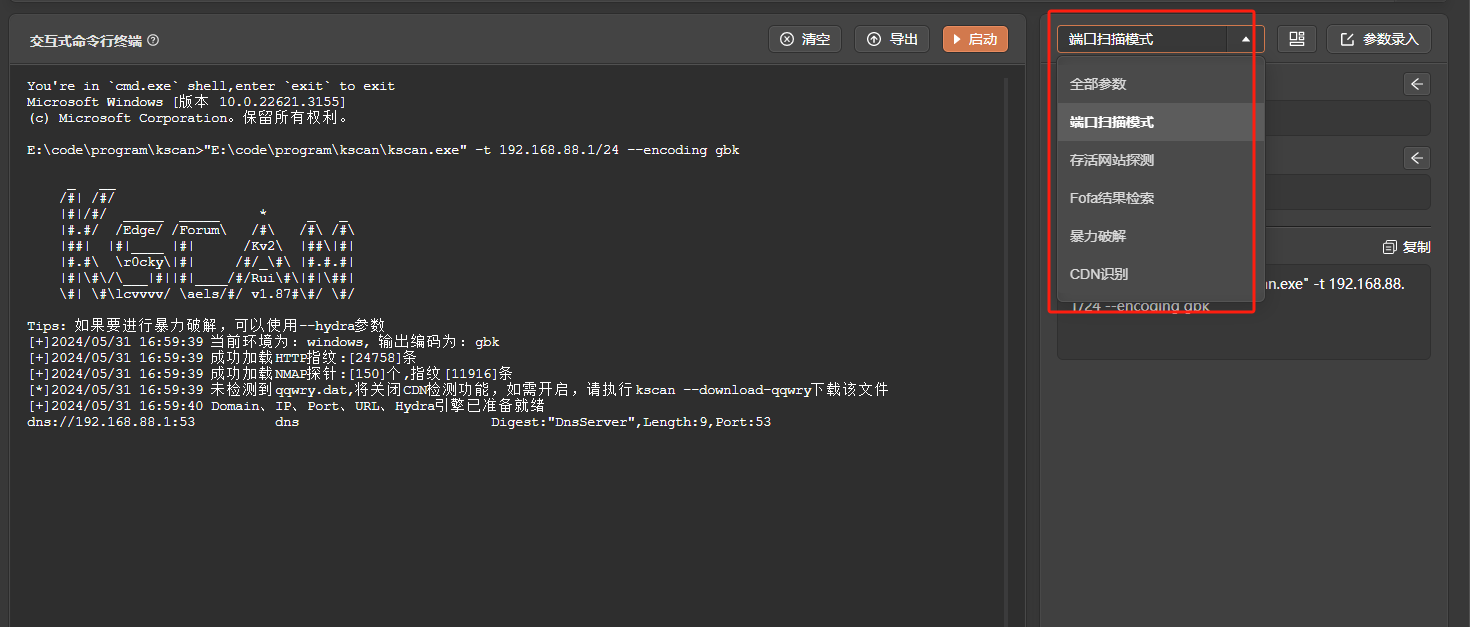 交互式命令行终端
清空
导出
启动
端口扫描模式
参数录入
You're in `cmd.exe` shell,enter `exit` to exit
Microsoft Windows [版本 10.0.22621.3155]
(c) Microsoft Corporation。保留所有权利。
E:\code\program\kscan>"E:\code\program\kscan\kscan.exe" -t 192.168.88.1/24 --encoding gbk
     _   __
    /#| /#/
    |#|/#/   _____  _____     *     _   _
    |#.#/  /Edge/ /Forum\   /#\   /#\ /#\
    |##|  |#|____ |#|      /Kv2\  |##\|#|
    |#.#\  \r0cky\|#|     /#/_\#\ |#.#.#|
    |#|\#\/\___|#||#|____/#/Rui\#\|#|\##|
    \#| \#\lcvvvv/ \aels/#/ v1.87#\#/ \#/
Tips: 如果要进行暴力破解，可以使用--hydra参数
[+]2024/05/31 16:59:39 当前环境为：windows, 输出编码为：gbk
[+]2024/05/31 16:59:39 成功加载HTTP指纹:[24758]条
[+]2024/05/31 16:59:39 成功加载NMAP探针:[150]个,指纹[11916]条
[*]2024/05/31 16:59:39 未检测到qqwry.dat,将关闭CDN检测功能，如需开启，请执行kscan --download-qqwry下载该文件
[+]2024/05/31 16:59:40 Domain、IP、Port、URL、Hydra引擎已准备就绪
dns://192.168.88.1:53 dns Digest:"DnsServer",Length:9,Port:53
全部参数
端口扫描模式
存活网站探测
Fofa结果检索
暴力破解
CDN识别
复制
an.exe" -t 192.168.88.
1/24 --encoding gbk